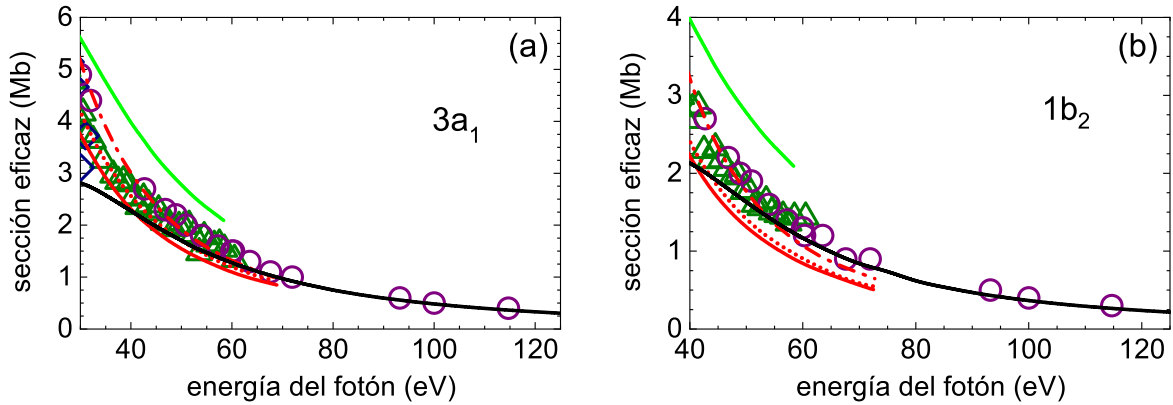 (a)
3a₁
sección eficaz (Mb)
6
5
4
3
2
1
0
40 60 80 100 120
energía del fotón (eV)
(b)
1b₂
sección eficaz (Mb)
4
3
2
1
0
40 60 80 100 120
energía del fotón (eV)